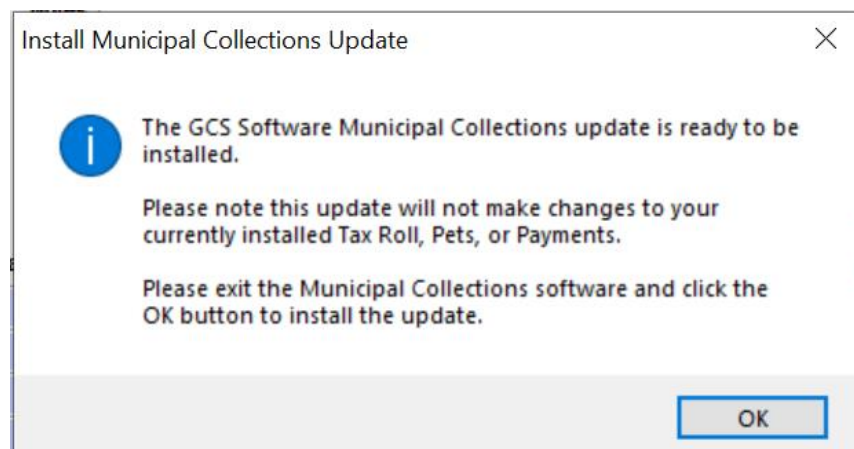 Install Municipal Collections Update
The GCS Software Municipal Collections update is ready to be
installed.
Please note this update will not make changes to your
currently installed Tax Roll, Pets, or Payments.
Please exit the Municipal Collections software and click the
OK button to install the update.
OK